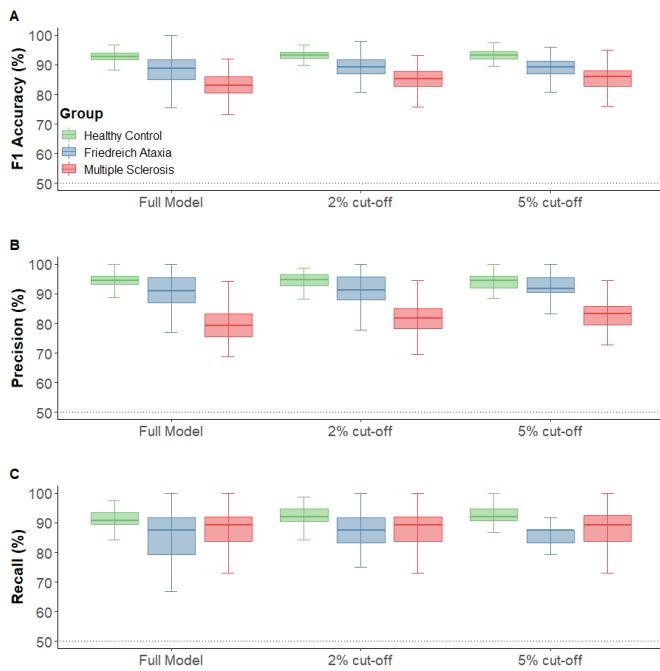 A
F1 Accuracy (%)
100
90
80
70
60
50
Group
Healthy Control
Friedreich Ataxia
Multiple Sclerosis
Full Model
2% cut-off
5% cut-off
B
Precision (%)
100
90
80
70
60
50
Full Model
2% cut-off
5% cut-off
C
Recall (%)
100
90
80
70
60
50
Full Model
2% cut-off
5% cut-off